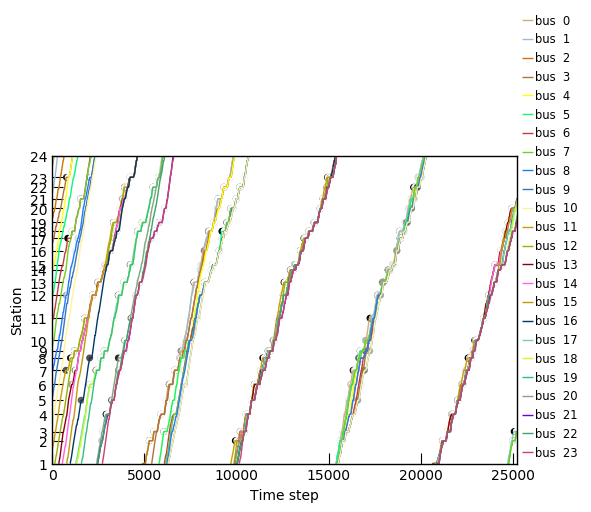 bus 0
bus 1
bus 2
bus 3
bus 4
bus 5
bus 6
bus 7
bus 8
bus 9
bus 10
bus 11
bus 12
bus 13
bus 14
bus 15
bus 16
bus 17
bus 18
bus 19
bus 20
bus 21
bus 22
bus 23
24
23
22
21
20
19
18
17
16
15
14
13
12
11
10
9
8
7
6
5
4
3
2
1
Station
0 5000 10000 15000 20000 25000
Time step